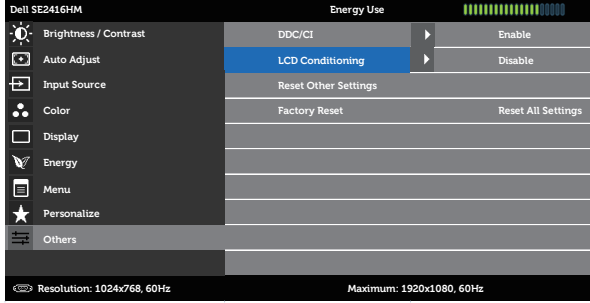 Dell SE2416HM Energy Use
Brightness / Contrast DDC/CI Enable
Auto Adjust LCD Conditioning Disable
Input Source Reset Other Settings
Color Factory Reset Reset All Settings
Display
Energy
Menu
Personalize
Others
Resolution: 1024x768, 60Hz Maximum: 1920x1080, 60Hz